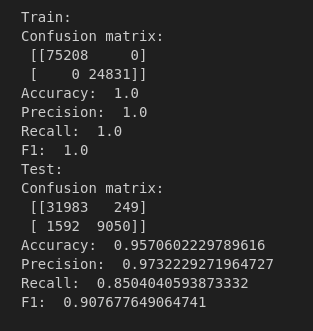 Train:
Confusion matrix:
[[75208     0]
[    0 24831]]
Accuracy:  1.0
Precision:  1.0
Recall:  1.0
F1:  1.0
Test:
Confusion matrix:
[[31983   249]
[ 1592  9050]]
Accuracy:  0.9570602229789616
Precision:  0.9732229271964727
Recall:  0.8504040593873332
F1:  0.907677649064741